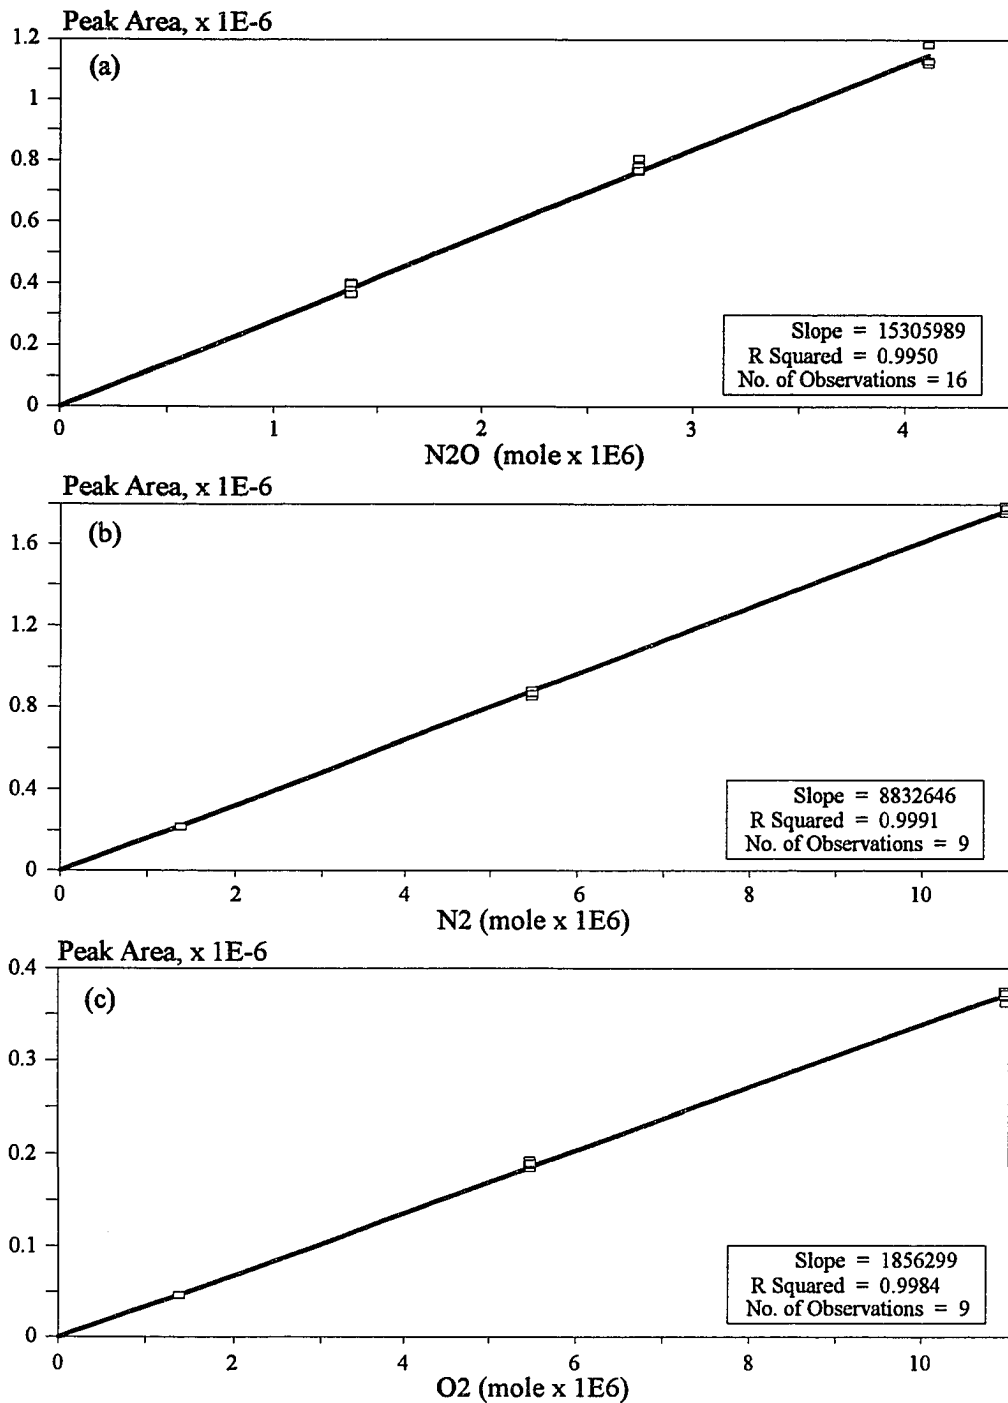 Peak Area, x 1E-6
1.2
(a)
1
0.8
0.6
0.4
0.2
0
Slope = 15305989
R Squared = 0.9950
No. of Observations = 16
0 1 2 3 4
N2O (mole x 1E6)
Peak Area, x 1E-6
(b)
1.6
1.2
0.8
0.4
0
Slope = 8832646
R Squared = 0.9991
No. of Observations = 9
0 2 4 6 8 10
N2 (mole x 1E6)
Peak Area, x 1E-6
0.4
(c)
0.3
0.2
0.1
0
Slope = 1856299
R Squared = 0.9984
No. of Observations = 9
0 2 4 6 8 10
O2 (mole x 1E6)